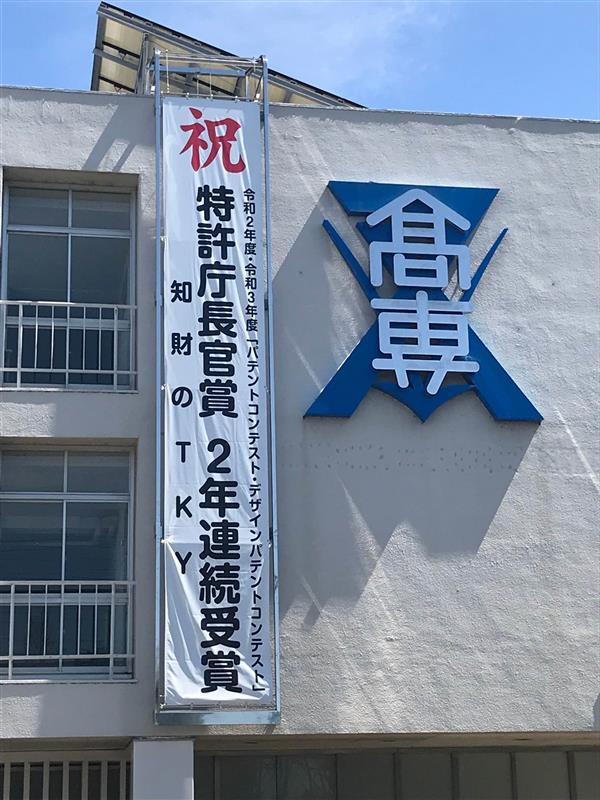 祝
令和2年度・令和3年度「パテントコンテスト・デザインパテントコンテスト」
特許庁長官賞 2年連続受賞
知財のTKY
高専